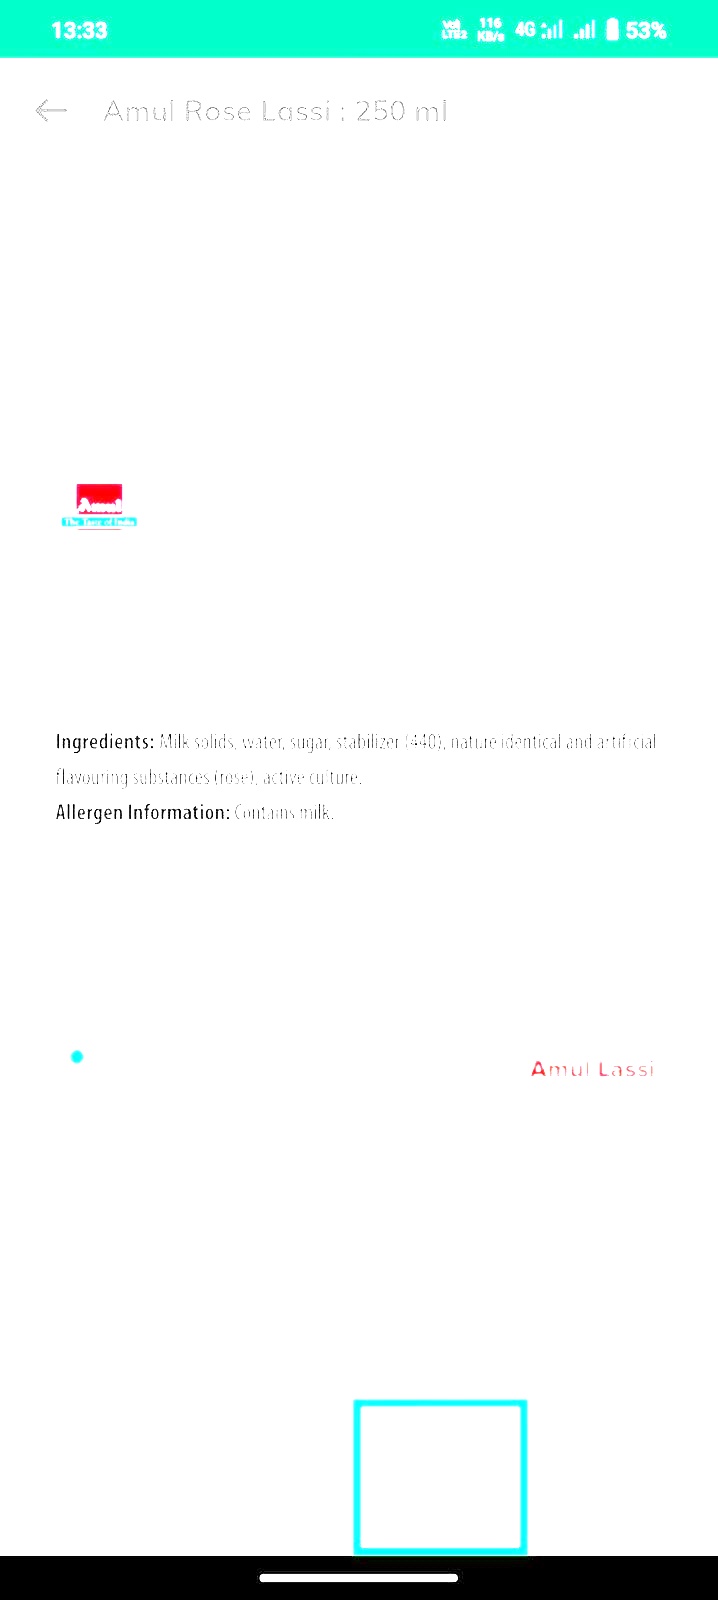 13:33 Vo) LTE2 116 KB/s 4G 53%
Amul Rose Lassi : 250 ml
Amul
The Taste of India
Ingredients: Milk solids, water, sugar, stabilizer (440), nature identical and artificial
flavouring substances (rose), active culture.
Allergen Information: Contains milk.
Amul Lassi